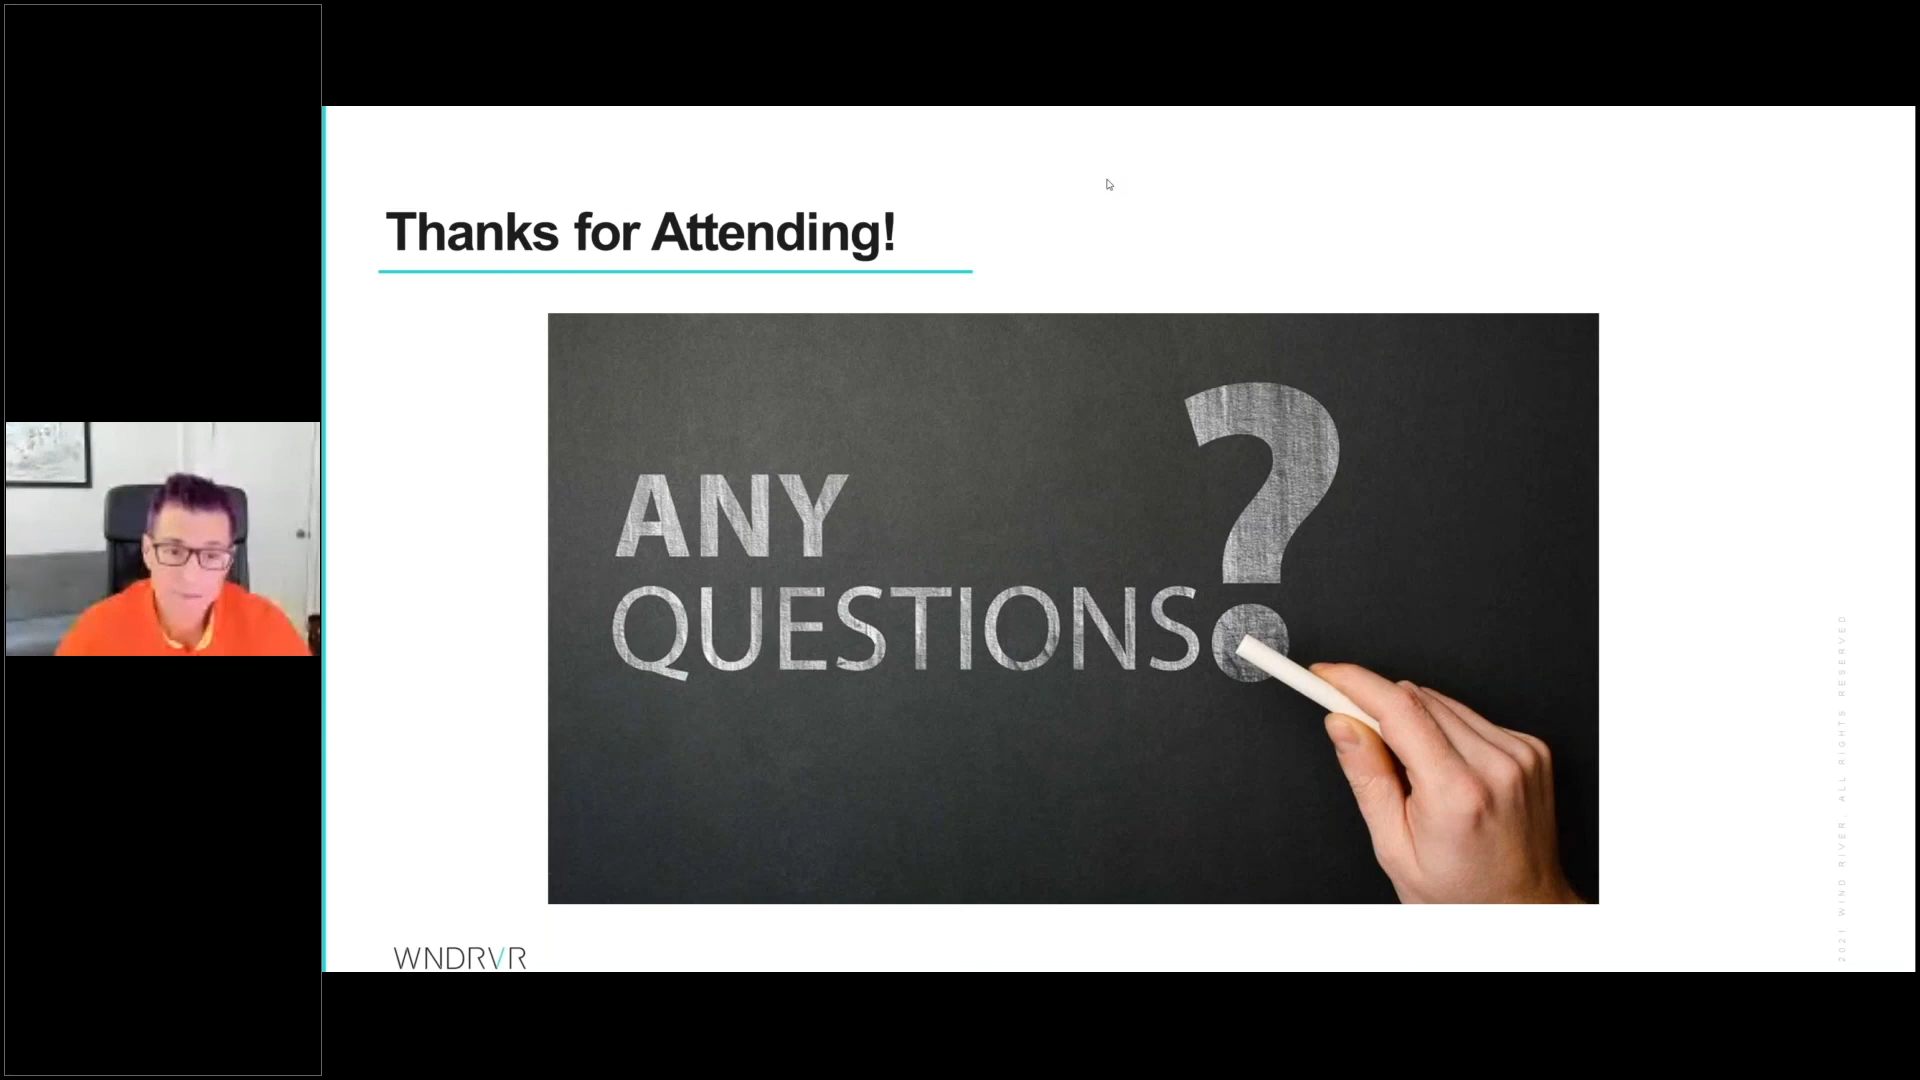 Thanks for Attending!
ANY
QUESTIONS?
WNDRVR
2021 WIND RIVER. ALL RIGHTS RESERVED